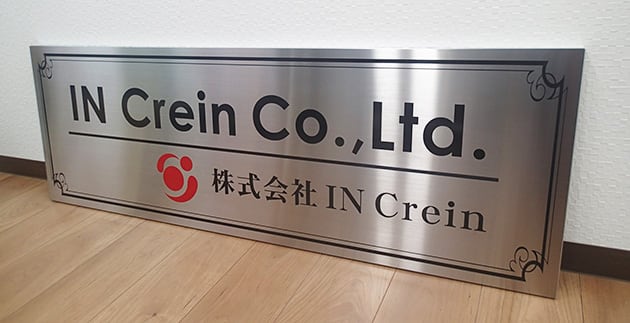 IN Crein Co.,Ltd.
株式会社 IN Crein